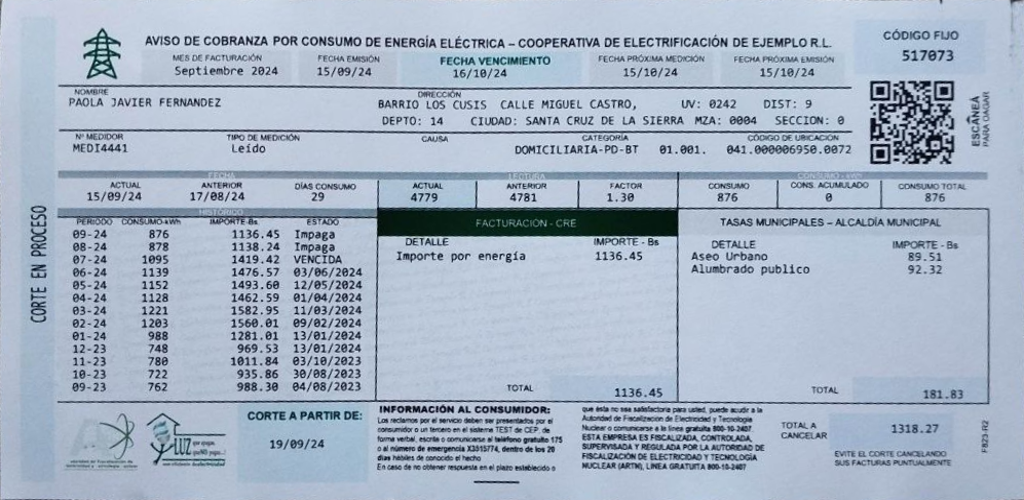 AVISO DE COBRANZA POR CONSUMO DE ENERGÍA ELÉCTRICA – COOPERATIVA DE ELECTRIFICACIÓN DE EJEMPLO R.L.
CÓDIGO FIJO
517073
MES DE FACTURACIÓN FECHA EMISIÓN FECHA VENCIMIENTO FECHA PRÓXIMA MEDICIÓN FECHA PRÓXIMA EMISIÓN
Septiembre 2024 15/09/24 16/10/24 15/10/24 15/10/24
NOMBRE DIRECCIÓN
PAOLA JAVIER FERNANDEZ BARRIO LOS CUSIS CALLE MIGUEL CASTRO, UV: 0242 DIST: 9
DEPTO: 14 CIUDAD: SANTA CRUZ DE LA SIERRA MZA: 0004 SECCION: 0
ESCANÉA
PARA PAGAR
Nº MEDIDOR TIPO DE MEDICIÓN CAUSA CATEGORÍA CÓDIGO DE UBICACIÓN
MEDI4441 Leído DOMICILIARIA-PD-BT 01.001. 041.000006950.0072
FECHA LECTURA CONSUMO - kWh
ACTUAL ANTERIOR DÍAS CONSUMO ACTUAL ANTERIOR FACTOR CONSUMO CONS. ACUMULADO CONSUMO TOTAL
15/09/24 17/08/24 29 4779 4781 1.30 876 0 876
CORTE EN PROCESO
HISTÓRICO
PERIODO CONSUMO-kWh IMPORTE-Bs ESTADO
09-24 876 1136.45 Impaga
08-24 878 1138.24 Impaga
07-24 1095 1419.42 VENCIDA
06-24 1139 1476.57 03/06/2024
05-24 1152 1493.60 12/05/2024
04-24 1128 1462.59 01/04/2024
03-24 1221 1582.95 11/03/2024
02-24 1203 1560.01 09/02/2024
01-24 988 1281.01 13/01/2024
12-23 748 969.53 13/01/2024
11-23 780 1011.84 03/10/2023
10-23 722 935.86 30/08/2023
09-23 762 988.30 04/08/2023
FACTURACIÓN - CRE
DETALLE IMPORTE - Bs
Importe por energía 1136.45
TOTAL 1136.45
TASAS MUNICIPALES – ALCALDÍA MUNICIPAL
DETALLE IMPORTE - Bs
Aseo Urbano 89.51
Alumbrado publico 92.32
TOTAL 181.83
LUZ
CORTE A PARTIR DE:
19/09/24
INFORMACIÓN AL CONSUMIDOR:
Los reclamos por el servicio deben ser presentados por el
consumidor o un tercero en el sistema TEST de CEP, de
forma verbal, escrita o comunicarse al teléfono gratuito 175
o al número de emergencia X3515774, dentro de los 20
días hábiles de conocido el hecho
En caso de no obtener respuesta en el plazo establecido o
que ésta no sea satisfactoria para usted, puede acudir a la
Autoridad de Fiscalización de Electricidad y Tecnología
Nuclear o comunicarse a la línea gratuita 800-10-2407
ESTA EMPRESA ES FISCALIZADA, CONTROLADA,
SUPERVISADA Y REGULADA POR LA AUTORIDAD DE
FISCALIZACIÓN DE ELECTRICIDAD Y TECNOLOGÍA
NUCLEAR (ARTN), LINEA GRATUITA 800-10-2407
TOTAL A
CANCELAR
1318.27
EVITE EL CORTE CANCELANDO
SUS FACTURAS PUNTUALMENTE
F823-R2